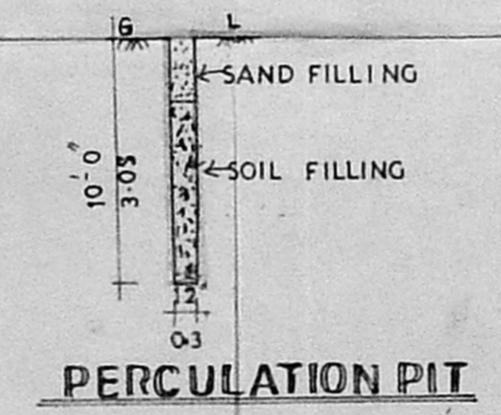 G L
SAND FILLING
SOIL FILLING
10'-0"
3.05
12"
0.3
PERCULATION PIT